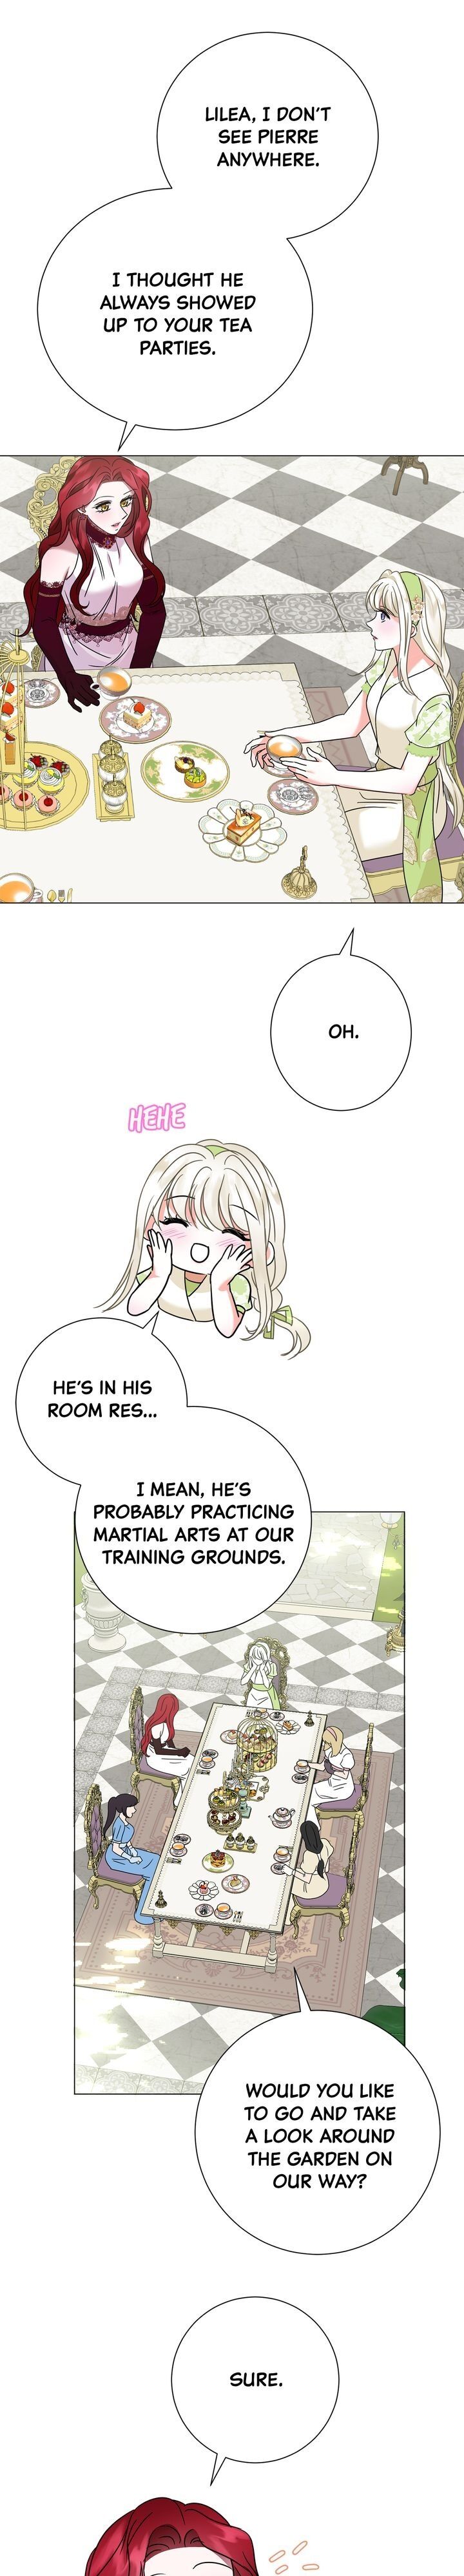 LILEA, I DON'T
SEE PIERRE
ANYWHERE.
I THOUGHT HE
ALWAYS SHOWED
UP TO YOUR TEA
PARTIES.
OH.
HEHE
HE'S IN HIS
ROOM RES...
I MEAN, HE'S
PROBABLY PRACTICING
MARTIAL ARTS AT OUR
TRAINING GROUNDS.
WOULD YOU LIKE
TO GO AND TAKE
A LOOK AROUND
THE GARDEN ON
OUR WAY?
SURE.